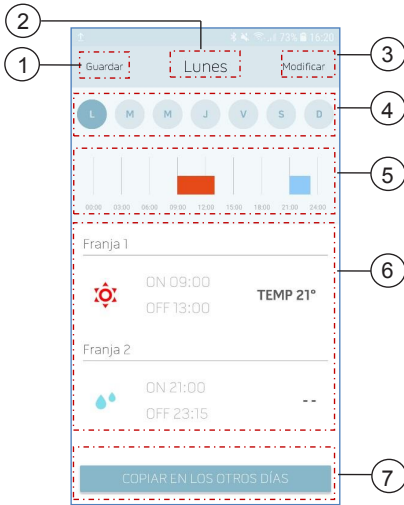 2
73% 16:20
1
Guardar
Lunes
Modificar
3
L M M J V S D
4
5
00:00 03:00 06:00 09:00 12:00 15:00 18:00 21:00 24:00
Franja 1
6
ON 09:00
OFF 13:00
TEMP 21°
Franja 2
ON 21:00
OFF 23:15
--
COPIAR EN LOS OTROS DÍAS
7